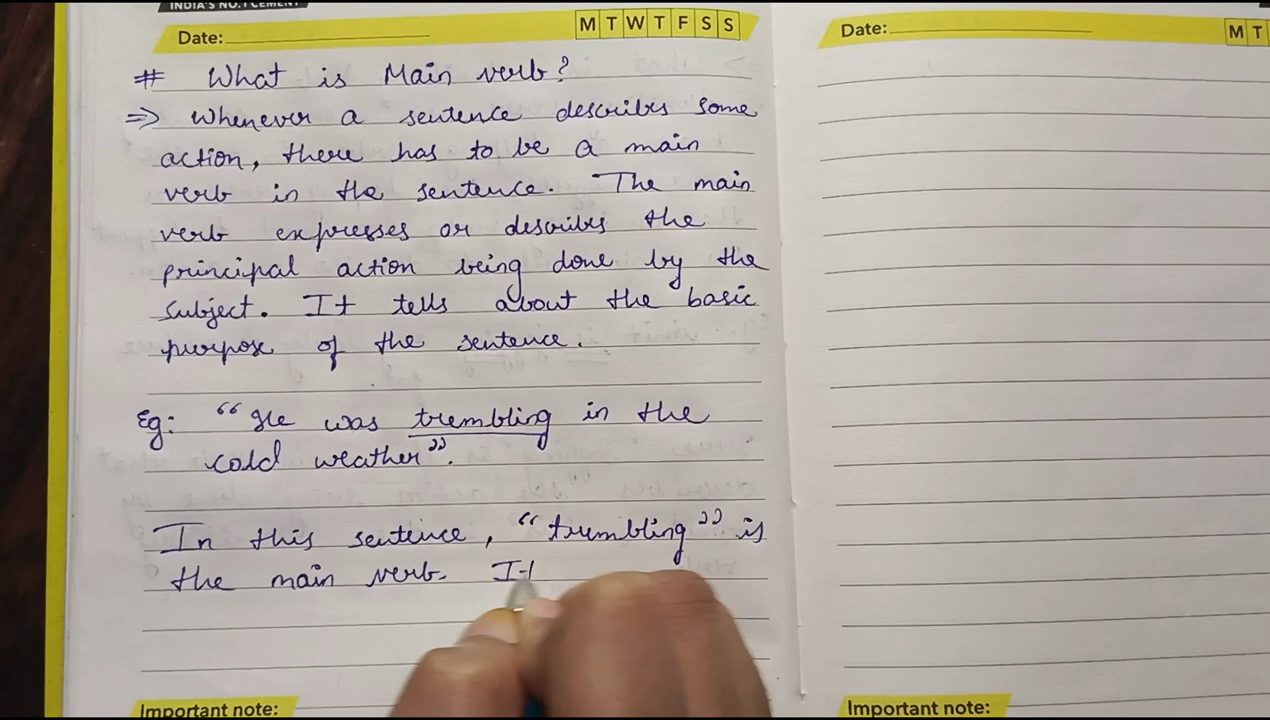 INDIA'S NO.1 CEMENT
Date:
M T W T F S S
# What is Main verb?
⇒ Whenever a sentence describes some
action, there has to be a main
verb in the sentence. The main
verb expresses or describes the
principal action being done by the
subject. It tells about the basic
purpose of the sentence.
Eg: "He was trembling in the
cold weather".
In this sentence, "trembling" is
the main verb. It
Important note:
Date:
M T
Important note: